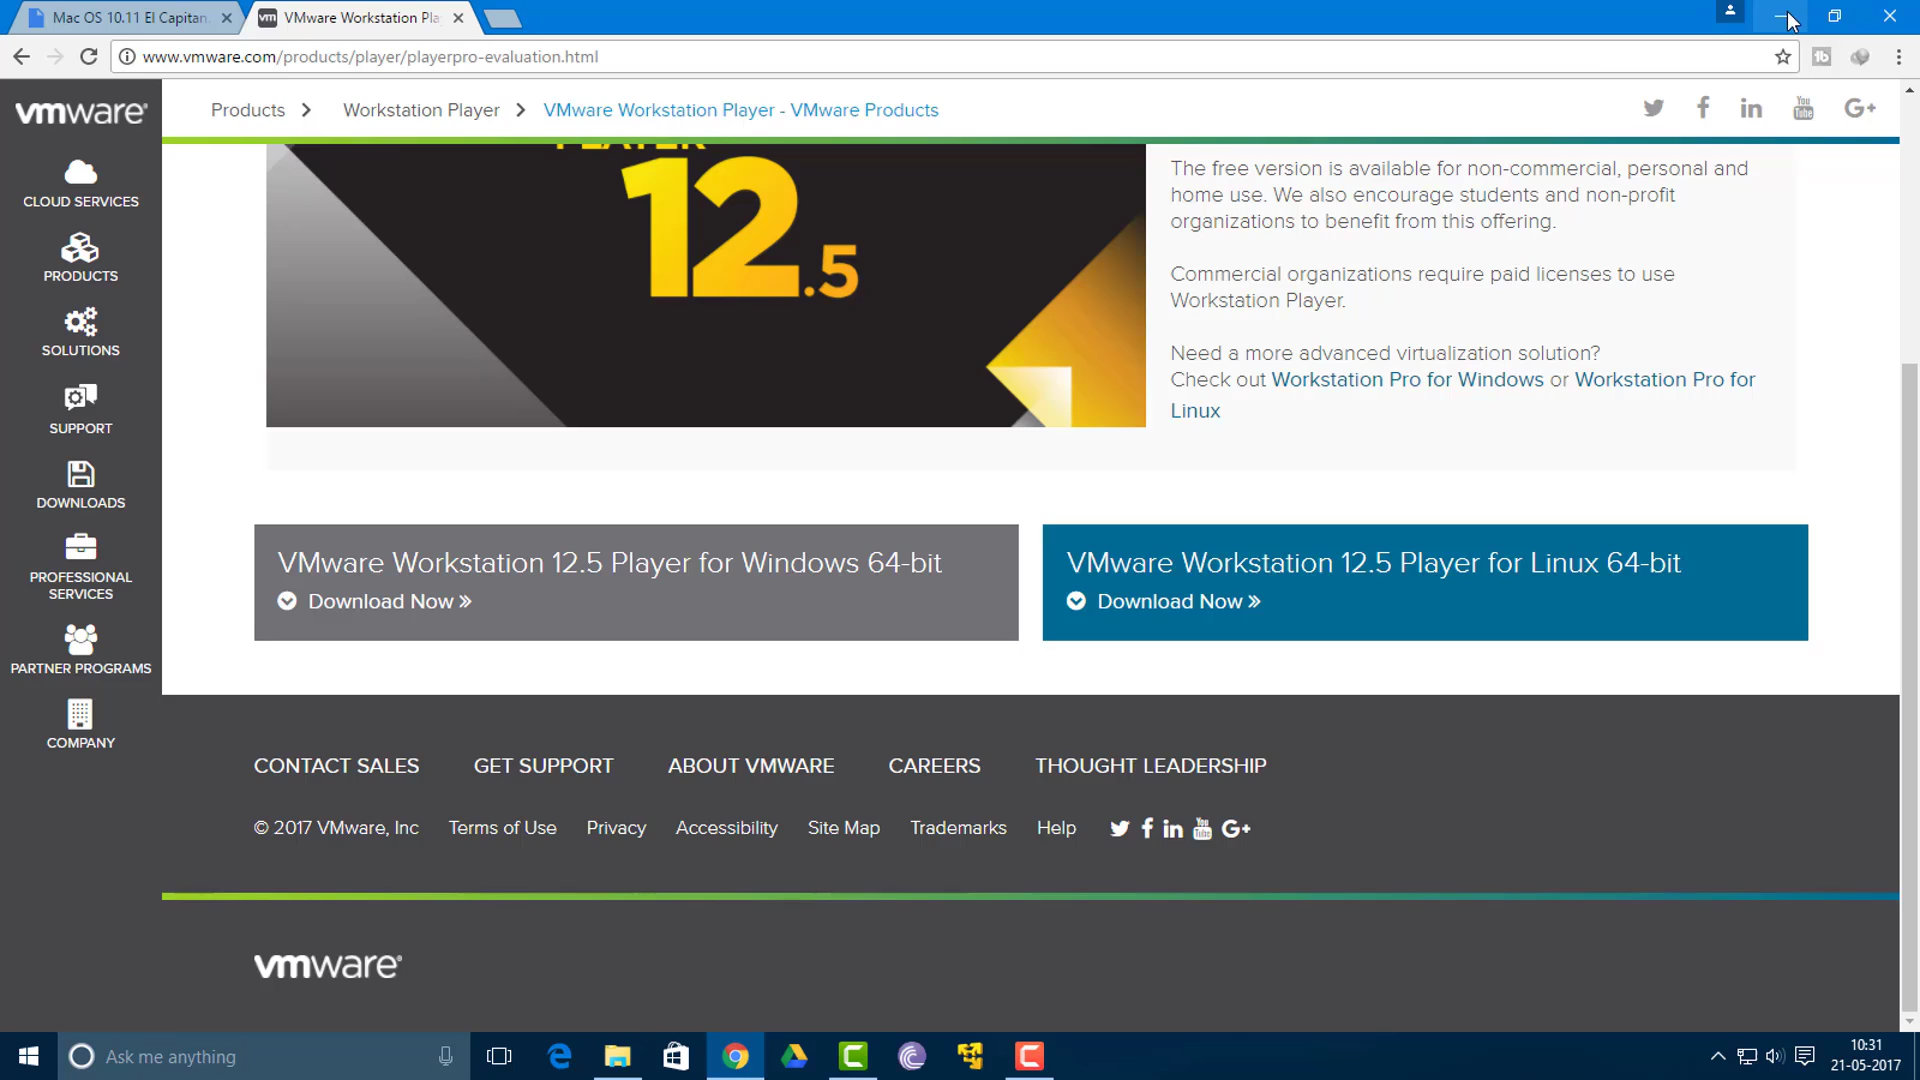 Mac OS 10.11 El Capitan
VMware Workstation Pla
www.vmware.com/products/player/playerpro-evaluation.html
vmware
Products
Workstation Player
VMware Workstation Player - VMware Products
You Tube
G+
PLAYER
12.5
The free version is available for non-commercial, personal and
home use. We also encourage students and non-profit
organizations to benefit from this offering.
Commercial organizations require paid licenses to use
Workstation Player.
Need a more advanced virtualization solution?
Check out Workstation Pro for Windows or Workstation Pro for
Linux
CLOUD SERVICES
PRODUCTS
SOLUTIONS
SUPPORT
DOWNLOADS
PROFESSIONAL
SERVICES
PARTNER PROGRAMS
COMPANY
VMware Workstation 12.5 Player for Windows 64-bit
Download Now »
VMware Workstation 12.5 Player for Linux 64-bit
Download Now »
CONTACT SALES
GET SUPPORT
ABOUT VMWARE
CAREERS
THOUGHT LEADERSHIP
© 2017 VMware, Inc
Terms of Use
Privacy
Accessibility
Site Map
Trademarks
Help
You Tube
G+
vmware
Ask me anything
10:31
21-05-2017